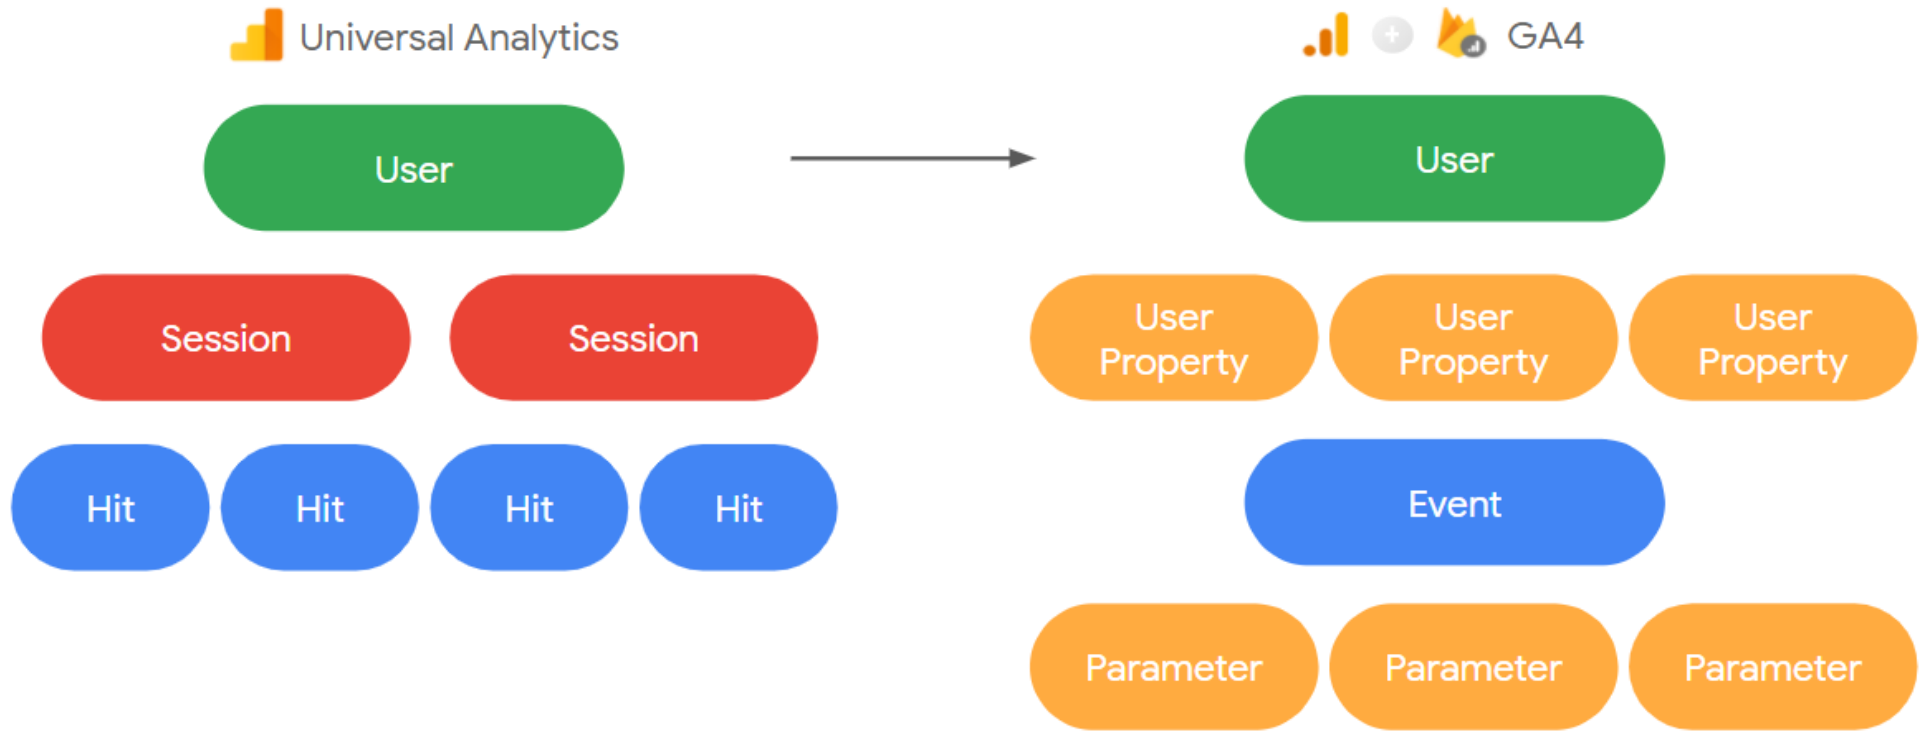 Universal Analytics
GA4
User
User
Session
Session
User
Property
User
Property
User
Property
Hit
Hit
Hit
Hit
Event
Parameter
Parameter
Parameter